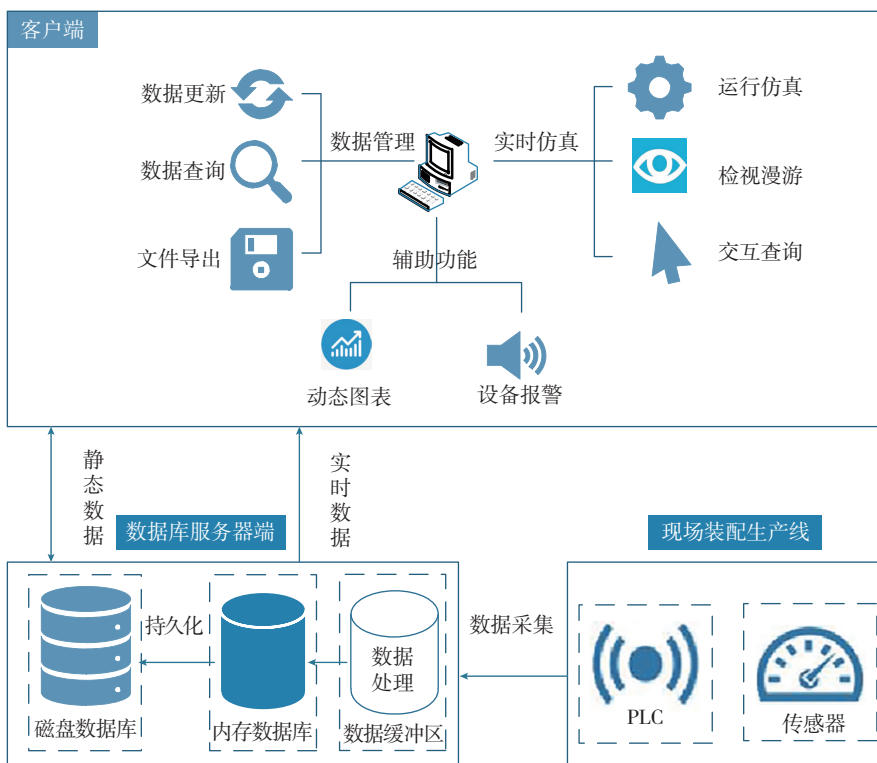 客户端
数据更新
数据管理
实时仿真
运行仿真
数据查询
检视漫游
文件导出
辅助功能
交互查询
动态图表
设备报警
静态数据
实时数据
数据库服务器端
现场装配生产线
持久化
数据处理
数据采集
磁盘数据库
内存数据库
数据缓冲区
PLC
传感器